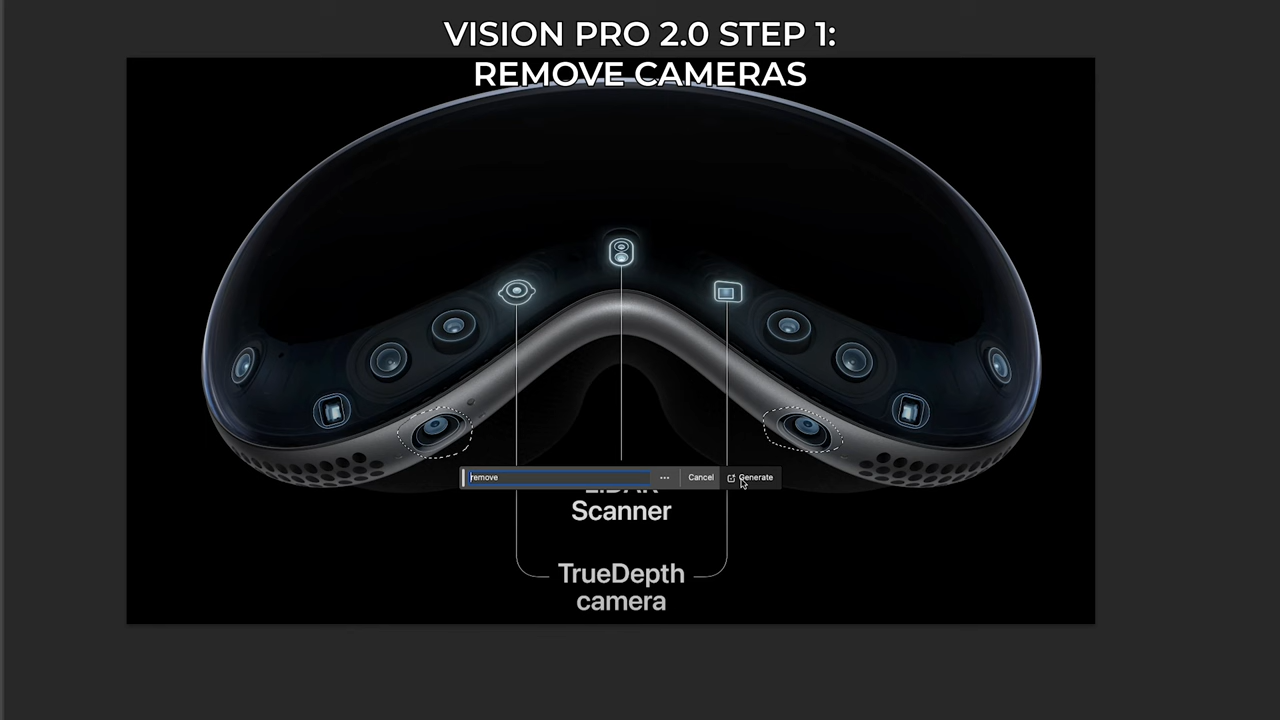 VISION PRO 2.0 STEP 1:
REMOVE CAMERAS
remove
Cancel
Generate
Scanner
TrueDepth
camera